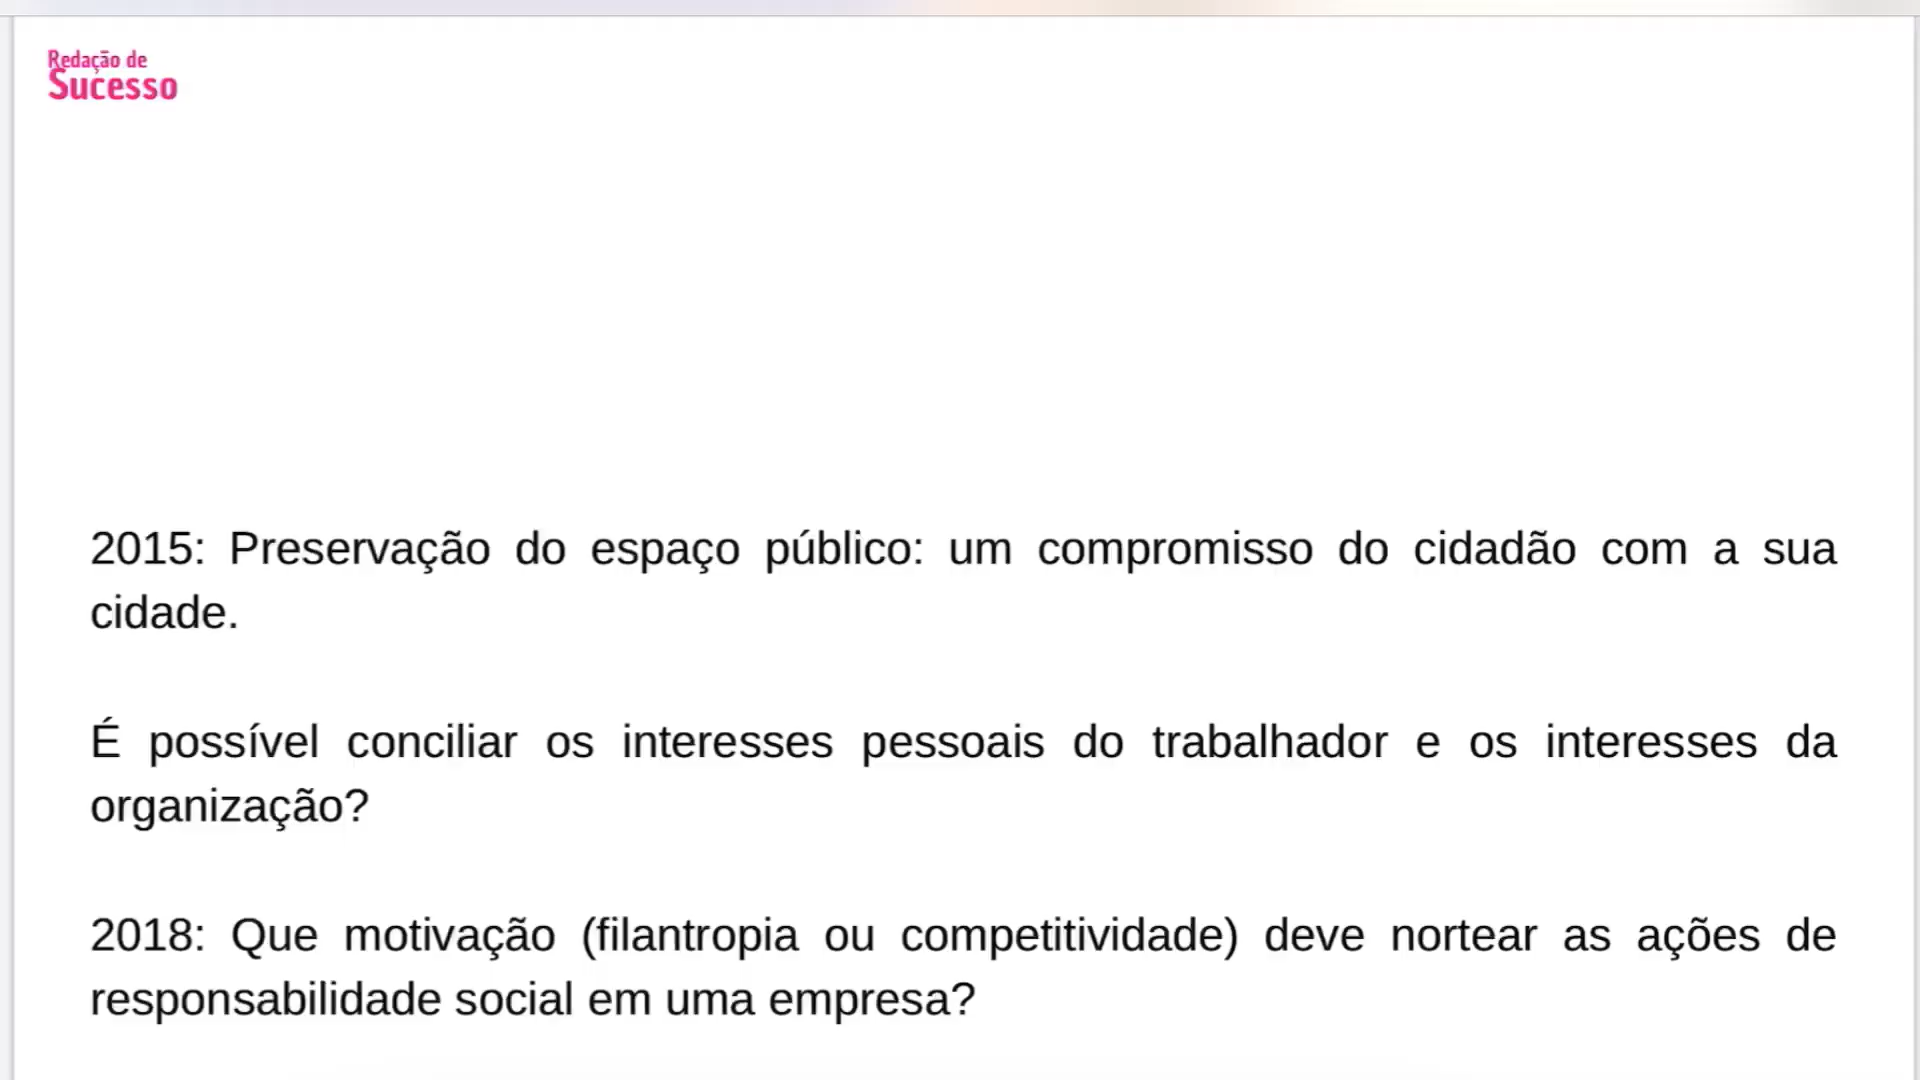 Redação de
Sucesso
2015: Preservação do espaço público: um compromisso do cidadão com a sua
cidade.
É possível conciliar os interesses pessoais do trabalhador e os interesses da
organização?
2018: Que motivação (filantropia ou competitividade) deve nortear as ações de
responsabilidade social em uma empresa?